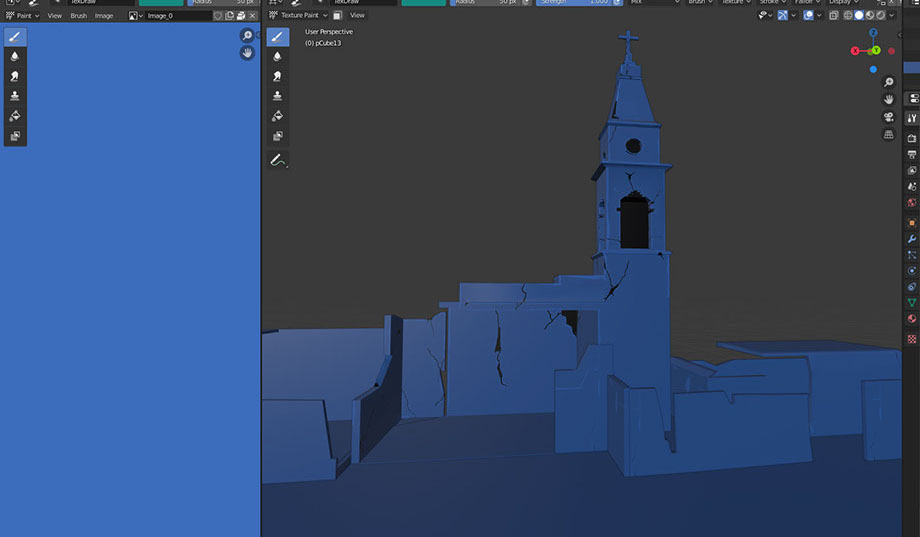 TexDraw Radius 50 px TexDraw Radius 50 px Strength 1.000 Mix Brush Texture Stroke Falloff Display
Paint View Brush Image Image_0 Texture Paint View
User Perspective
(0) pCube13
Z
X Y